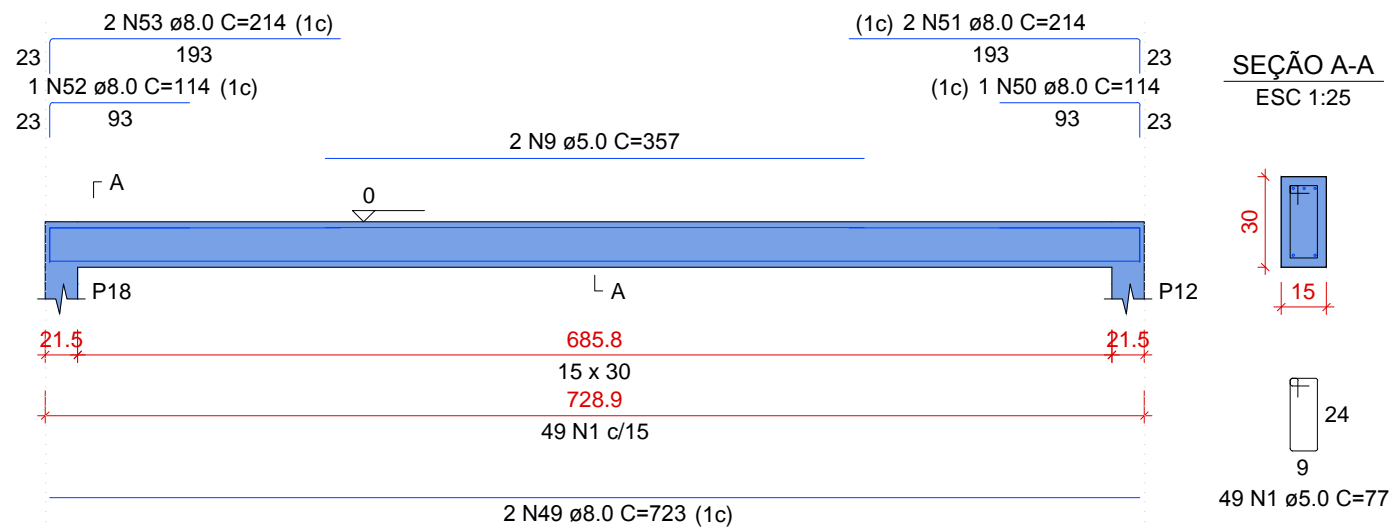 2 N53 ø8.0 C=214 (1c)
(1c) 2 N51 ø8.0 C=214
23
193
193
23
SEÇÃO A-A
ESC 1:25
1 N52 ø8.0 C=114 (1c)
(1c) 1 N50 ø8.0 C=114
23
93
93
23
2 N9 ø5.0 C=357
A
0
30
15
P18
A
P12
21.5
685.8
21.5
15 x 30
728.9
49 N1 c/15
24
9
49 N1 ø5.0 C=77
2 N49 ø8.0 C=723 (1c)